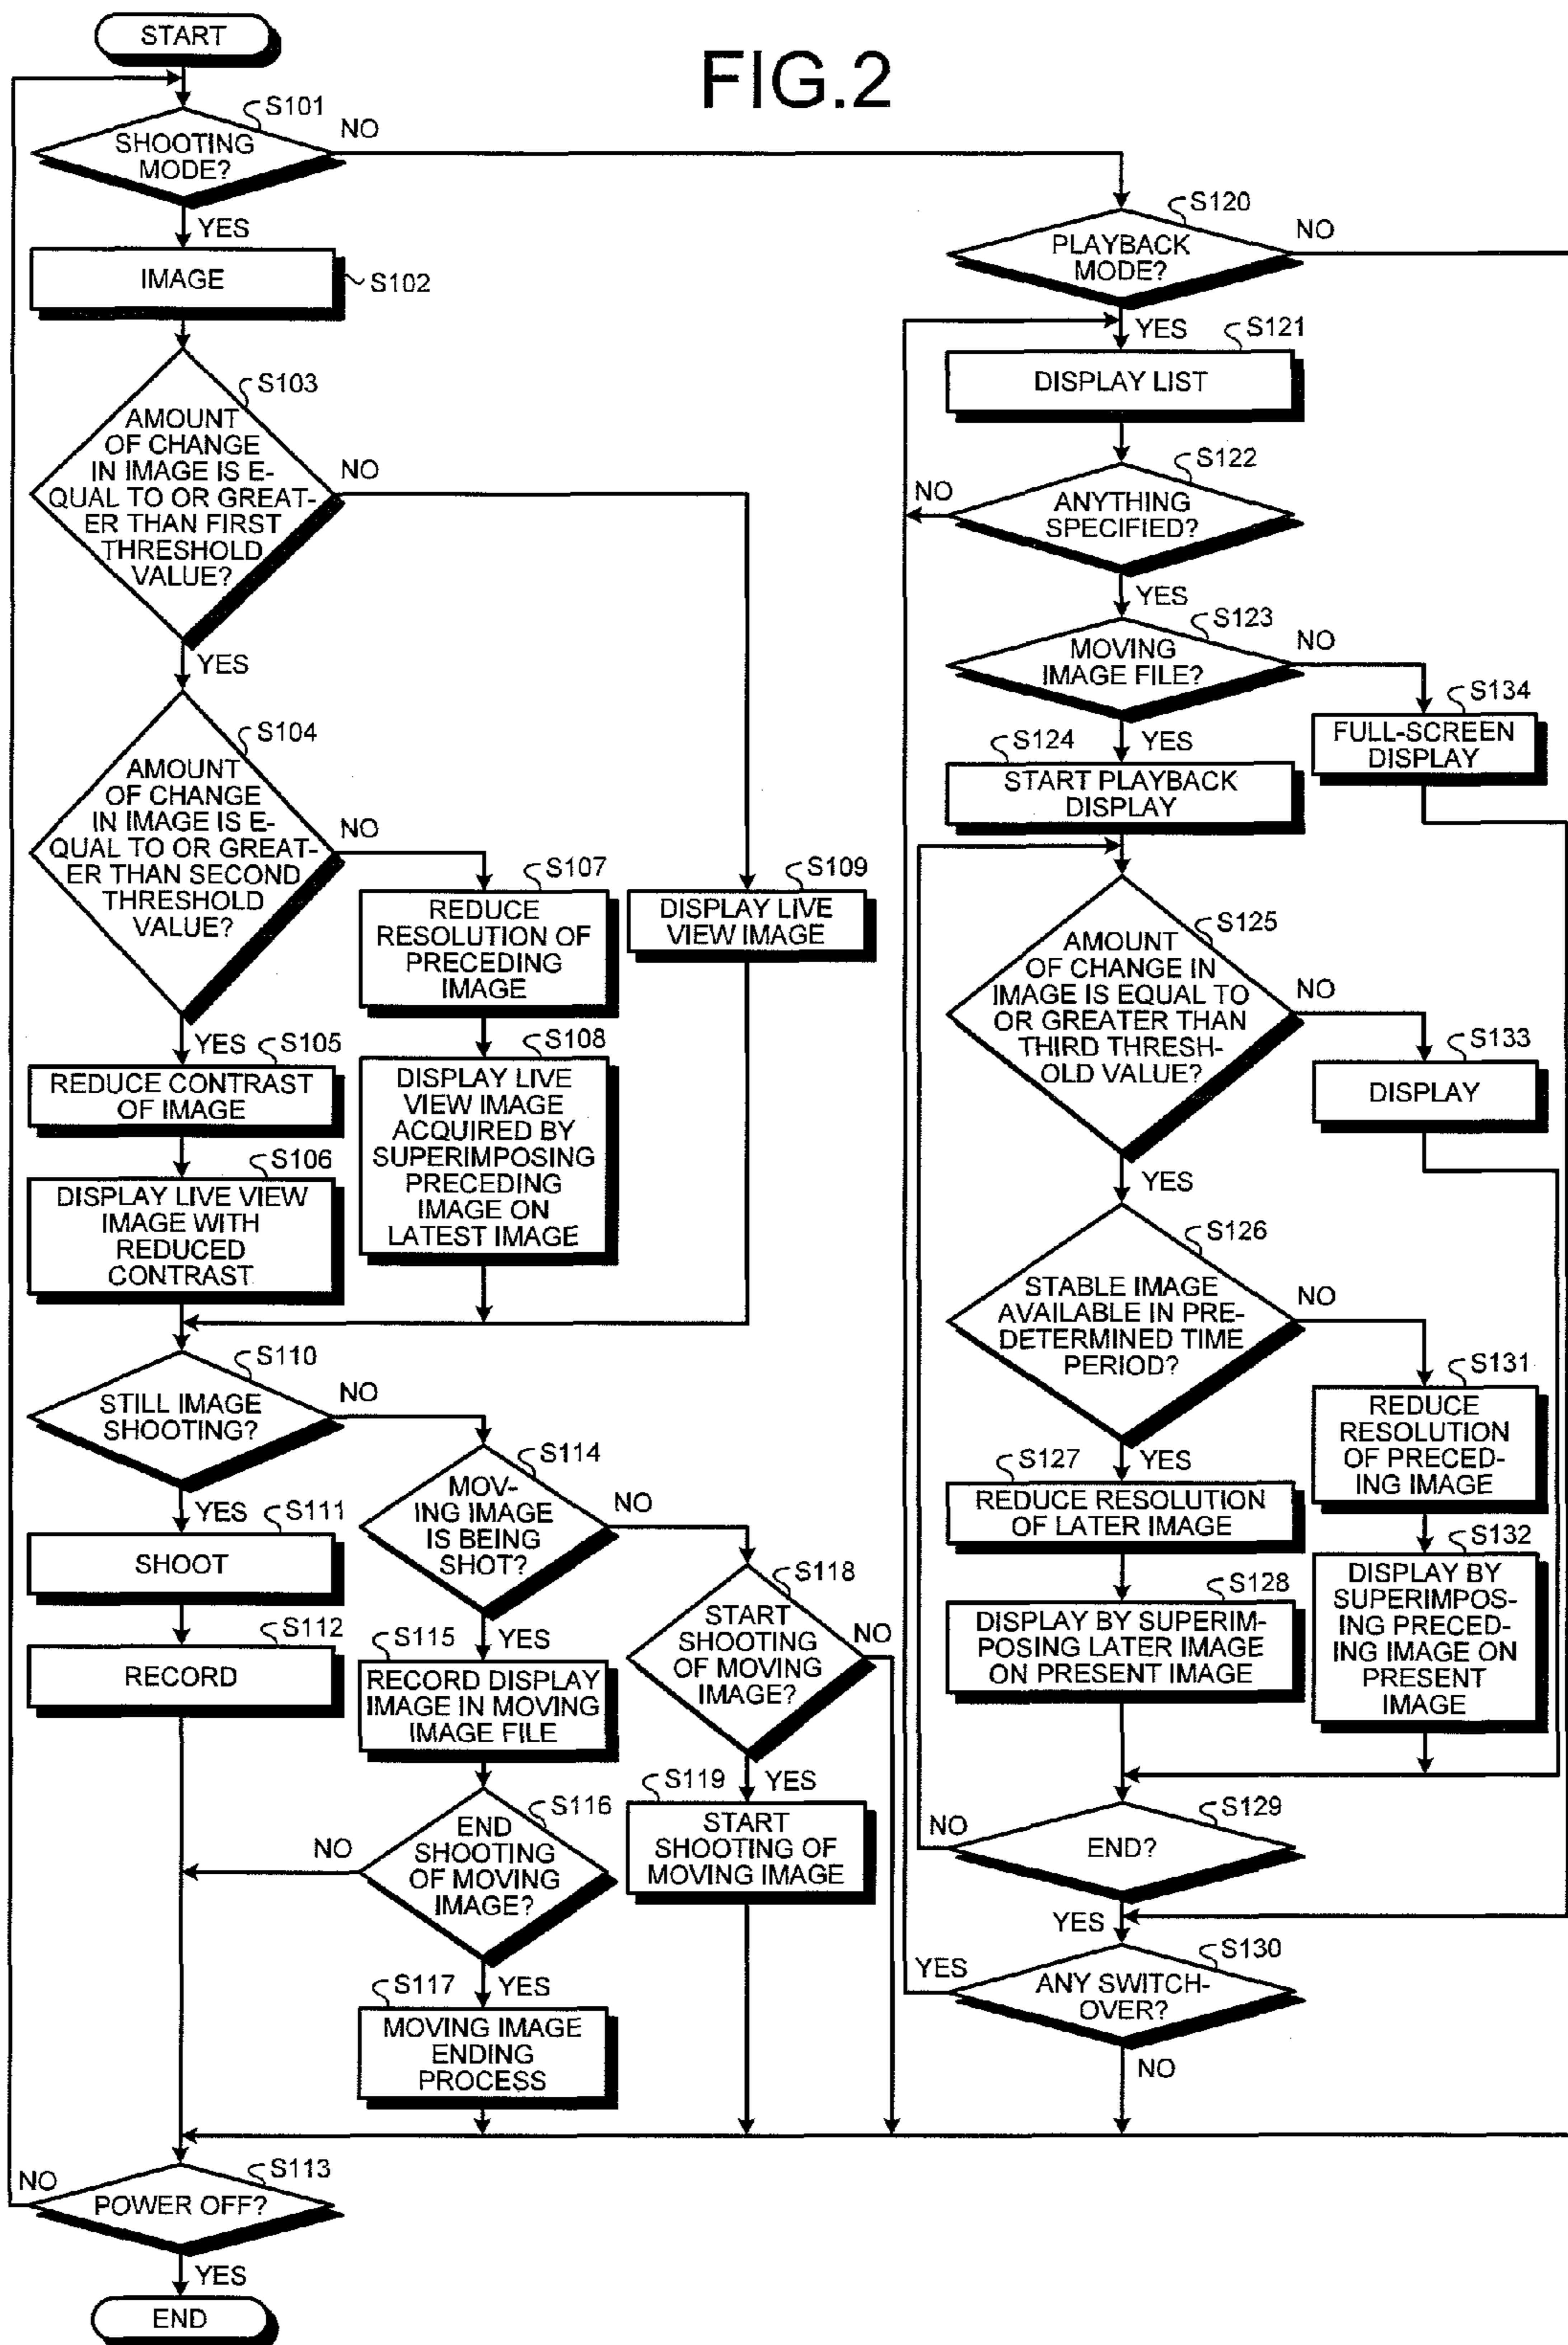 FIG.2
START
S101
SHOOTING
MODE?
NO
YES
IMAGE
S102
S103
AMOUNT
OF CHANGE
IN IMAGE IS E-
QUAL TO OR GREAT-
ER THAN FIRST
THRESHOLD
VALUE?
NO
YES
S104
AMOUNT
OF CHANGE
IN IMAGE IS E-
QUAL TO OR GREAT-
ER THAN SECOND
THRESHOLD
VALUE?
NO
YES
S105
REDUCE CONTRAST
OF IMAGE
S106
DISPLAY LIVE VIEW
IMAGE WITH
REDUCED
CONTRAST
S107
REDUCE
RESOLUTION OF
PRECEDING
IMAGE
S108
DISPLAY LIVE
VIEW IMAGE
ACQUIRED BY
SUPERIMPOSING
PRECEDING
IMAGE ON
LATEST IMAGE
S109
DISPLAY LIVE
VIEW IMAGE
S110
STILL IMAGE
SHOOTING?
NO
YES
S111
SHOOT
S112
RECORD
S114
MOV-
ING IMAGE
IS BEING
SHOT?
NO
YES
S115
RECORD DISPLAY
IMAGE IN MOVING
IMAGE FILE
S116
END
SHOOTING
OF MOVING
IMAGE?
NO
YES
S117
MOVING IMAGE
ENDING
PROCESS
S118
START
SHOOTING
OF MOVING
IMAGE?
NO
YES
S119
START
SHOOTING OF
MOVING IMAGE
S113
POWER OFF?
NO
YES
END
S120
PLAYBACK
MODE?
NO
YES
S121
DISPLAY LIST
S122
ANYTHING
SPECIFIED?
NO
YES
S123
MOVING
IMAGE FILE?
NO
YES
S134
FULL-SCREEN
DISPLAY
S124
START PLAYBACK
DISPLAY
S125
AMOUNT
OF CHANGE IN
IMAGE IS EQUAL TO
OR GREATER THAN
THIRD THRESH-
OLD VALUE?
NO
YES
S133
DISPLAY
S126
STABLE IMAGE
AVAILABLE IN PRE-
DETERMINED TIME
PERIOD?
NO
YES
S127
REDUCE RESOLUTION
OF LATER IMAGE
S128
DISPLAY BY SUPERIM-
POSING LATER IMAGE
ON PRESENT IMAGE
S131
REDUCE
RESOLUTION
OF PRECED-
ING IMAGE
S132
DISPLAY BY
SUPERIMPOS-
ING PRECED-
ING IMAGE ON
PRESENT
IMAGE
S129
END?
NO
YES
S130
ANY SWITCH-
OVER?
YES
NO